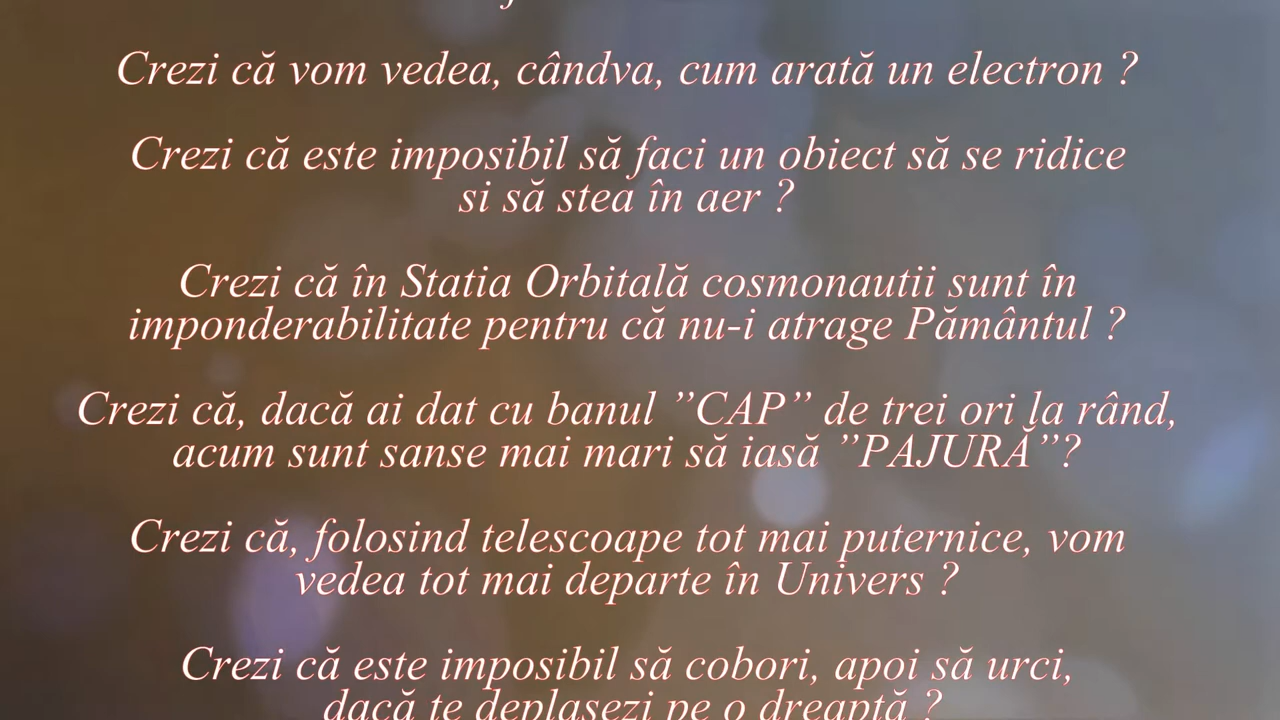 Crezi că vom vedea, cândva, cum arată un electron ?
Crezi că este imposibil să faci un obiect să se ridice
si să stea în aer ?
Crezi că în Statia Orbitală cosmonautii sunt în
imponderabilitate pentru că nu-i atrage Pământul ?
Crezi că, dacă ai dat cu banul ”CAP” de trei ori la rând,
acum sunt sanse mai mari să iasă ”PAJURĂ”?
Crezi că, folosind telescoape tot mai puternice, vom
vedea tot mai departe în Univers ?
Crezi că este imposibil să cobori, apoi să urci,
dacă te deplasezi pe o dreaptă ?